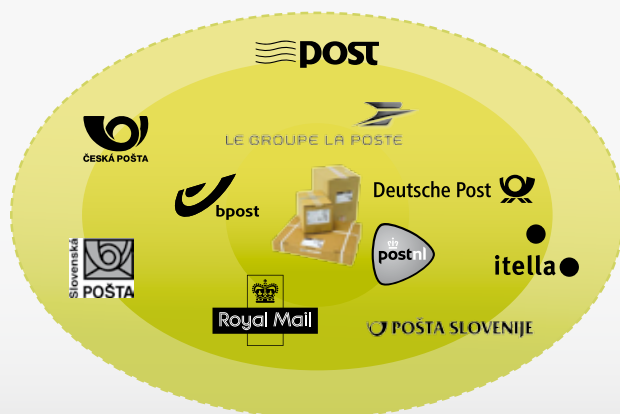 post
LE GROUPE LA POSTE
ČESKÁ POŠTA
Deutsche Post
bpost
postnl
Slovenská
POŠTA
itella
Royal Mail
POŠTA SLOVENIJE